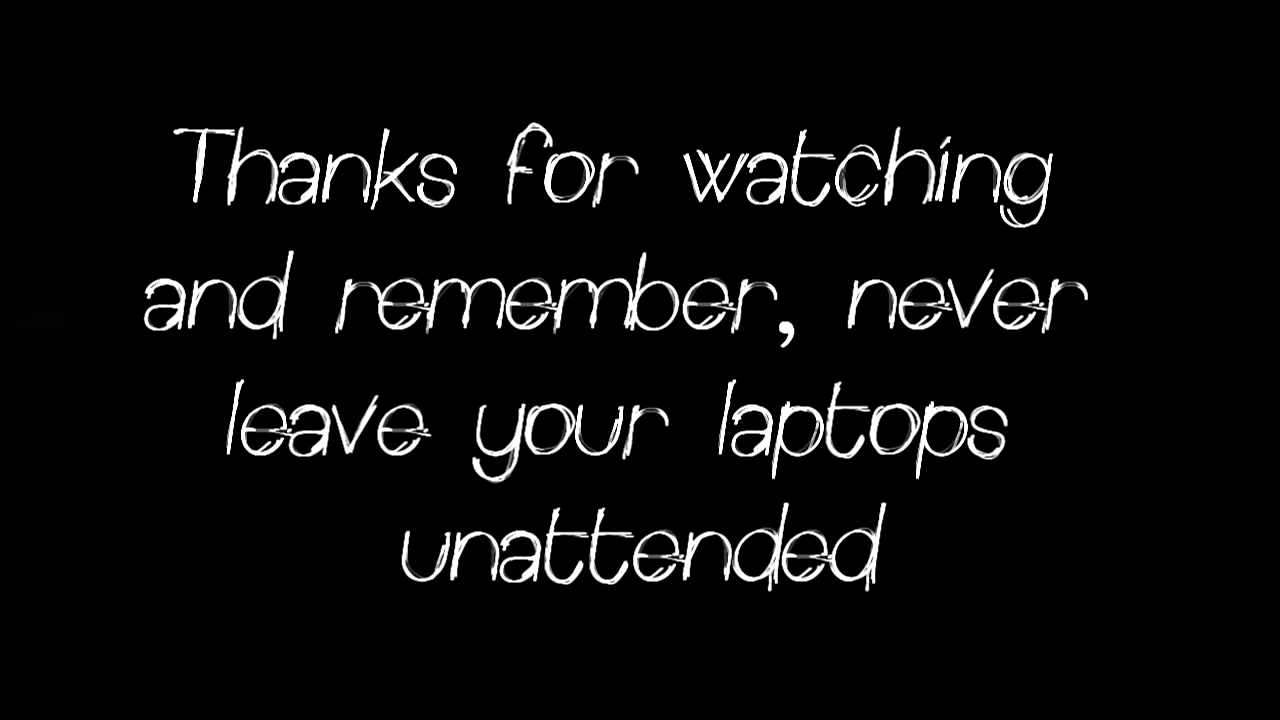 Thanks for watching
and remember, never
leave your laptops
unattended